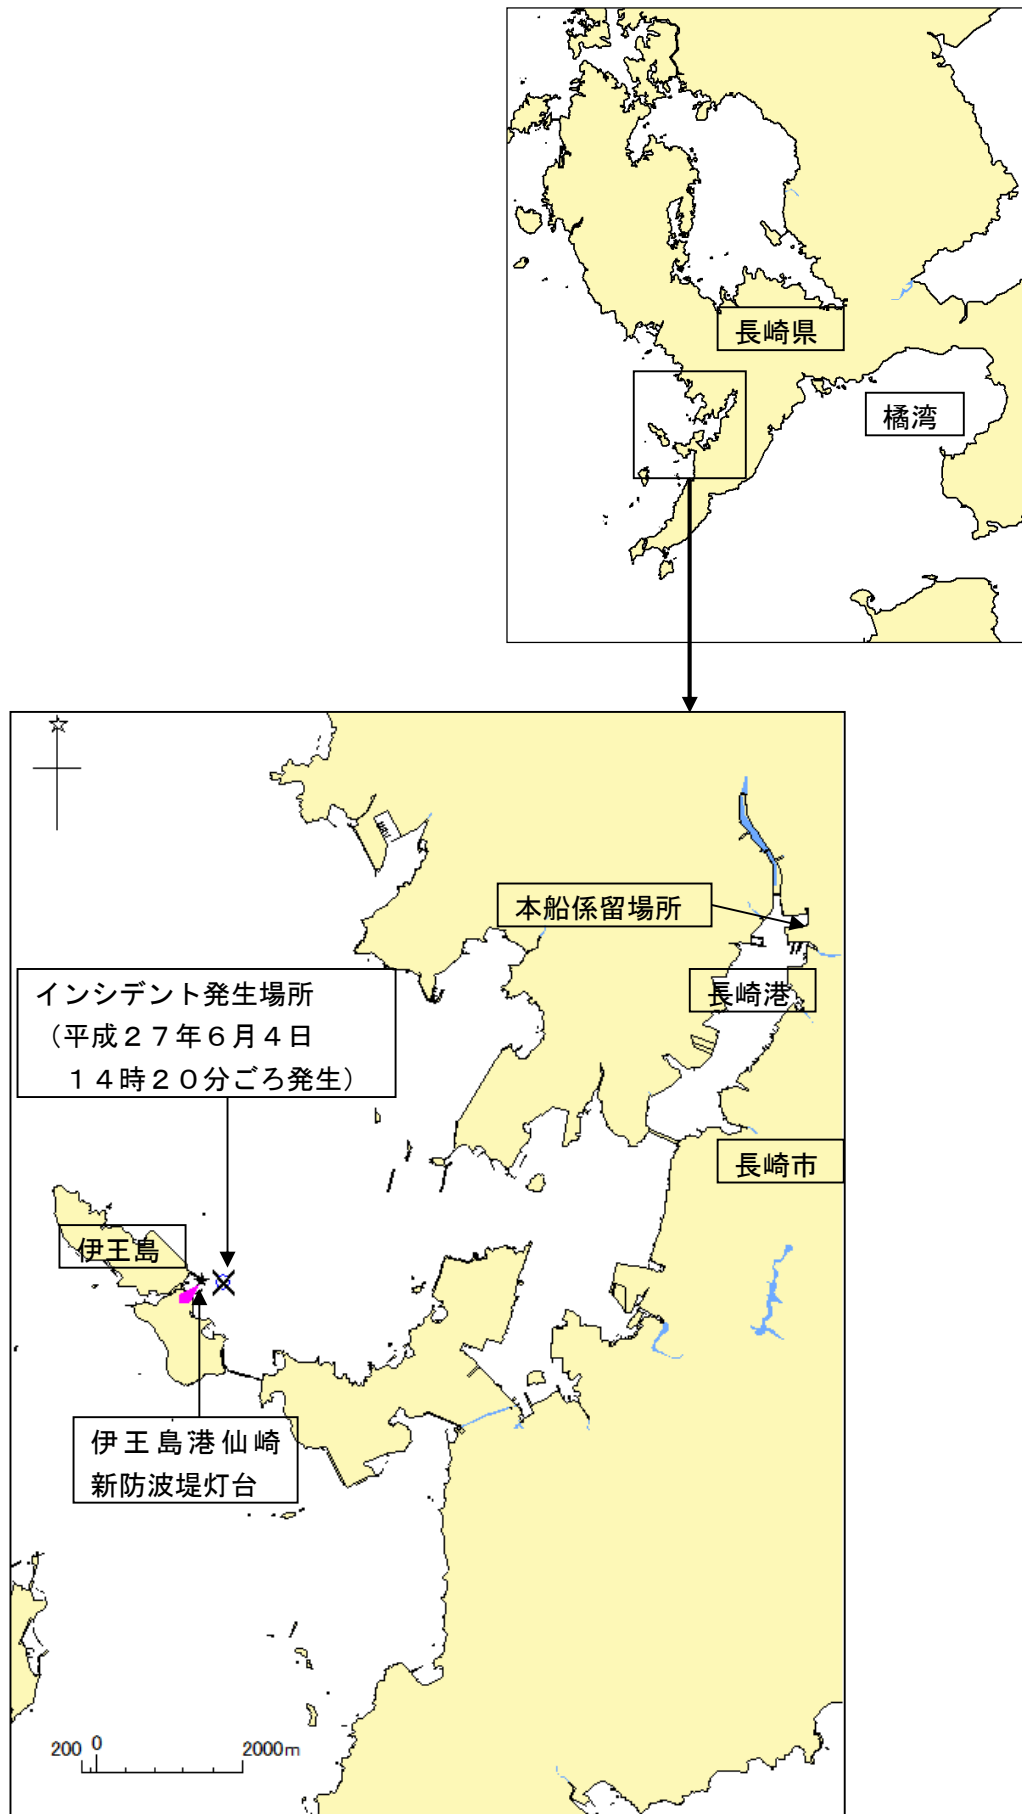 長崎県
橘湾
本船係留場所
長崎港
インシデント発生場所
（平成２７年６月４日
１４時２０分ごろ発生）
長崎市
伊王島
伊王島港仙崎
新防波堤灯台
200 0 2000m